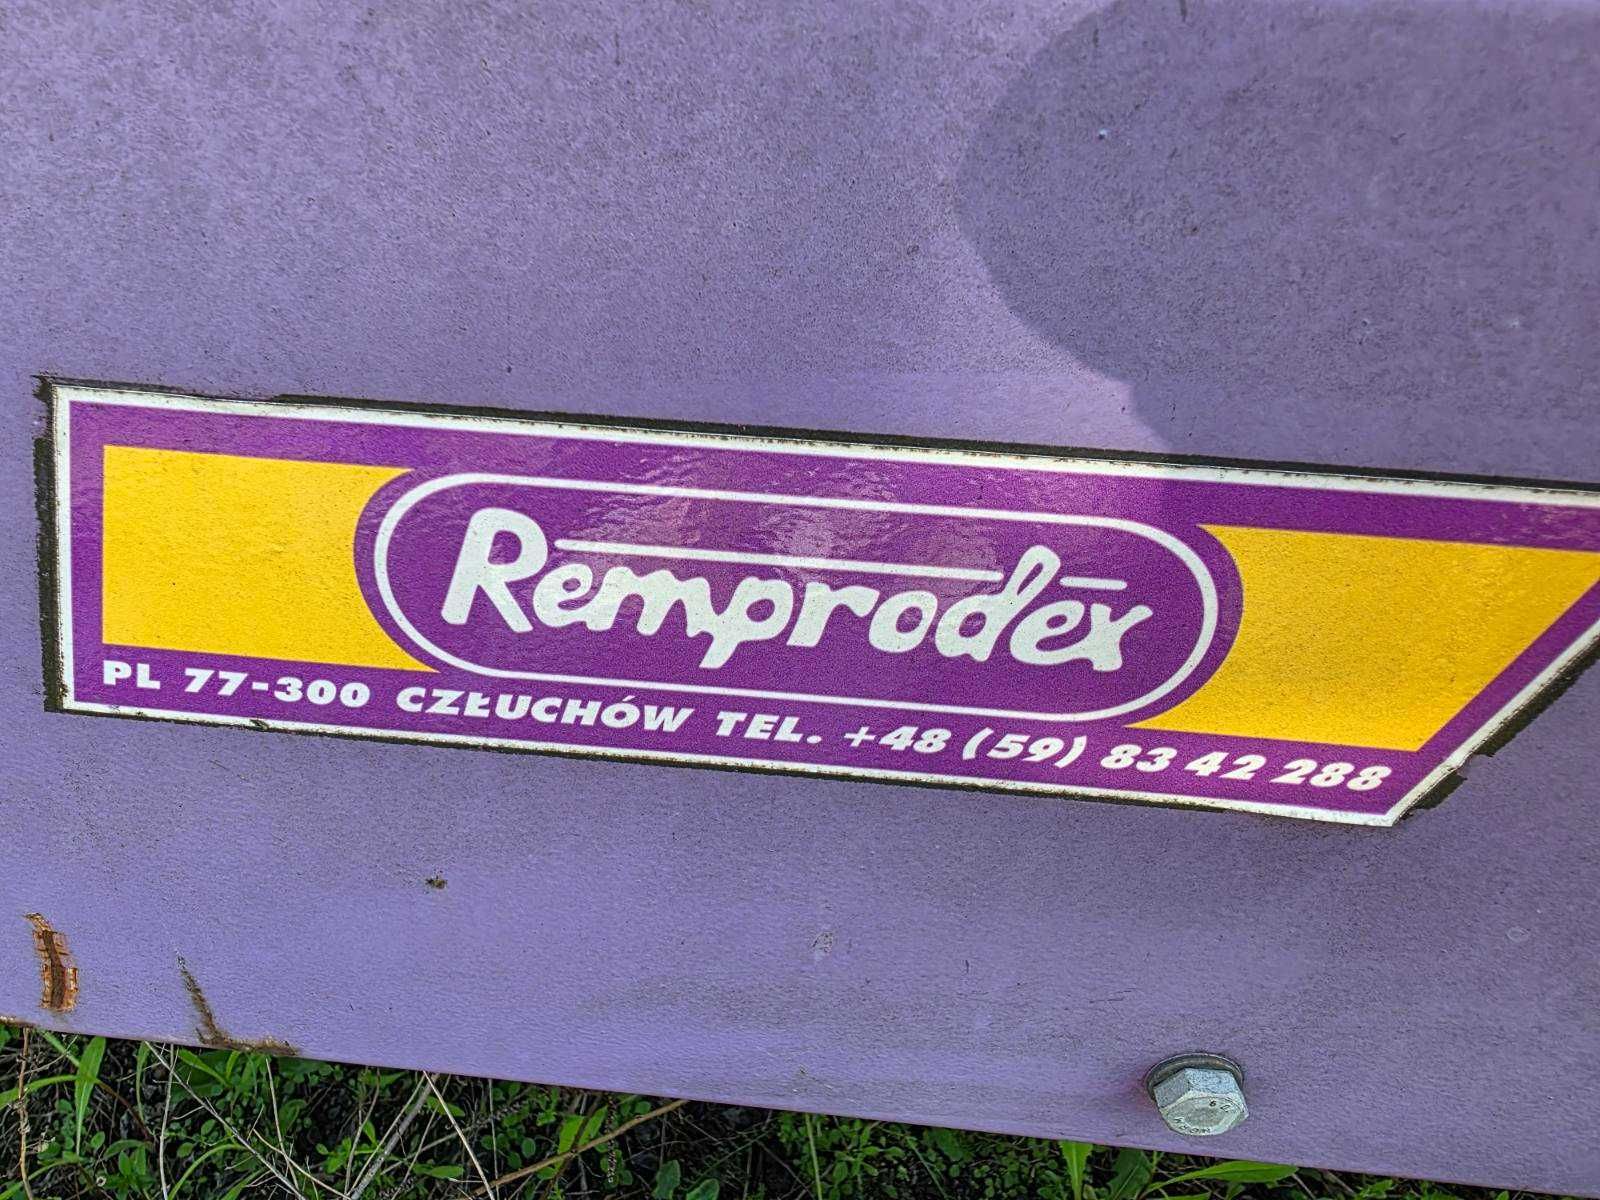 Remprodex
PL 77-300 CZŁUCHÓW TEL. +48 (59) 83 42 288